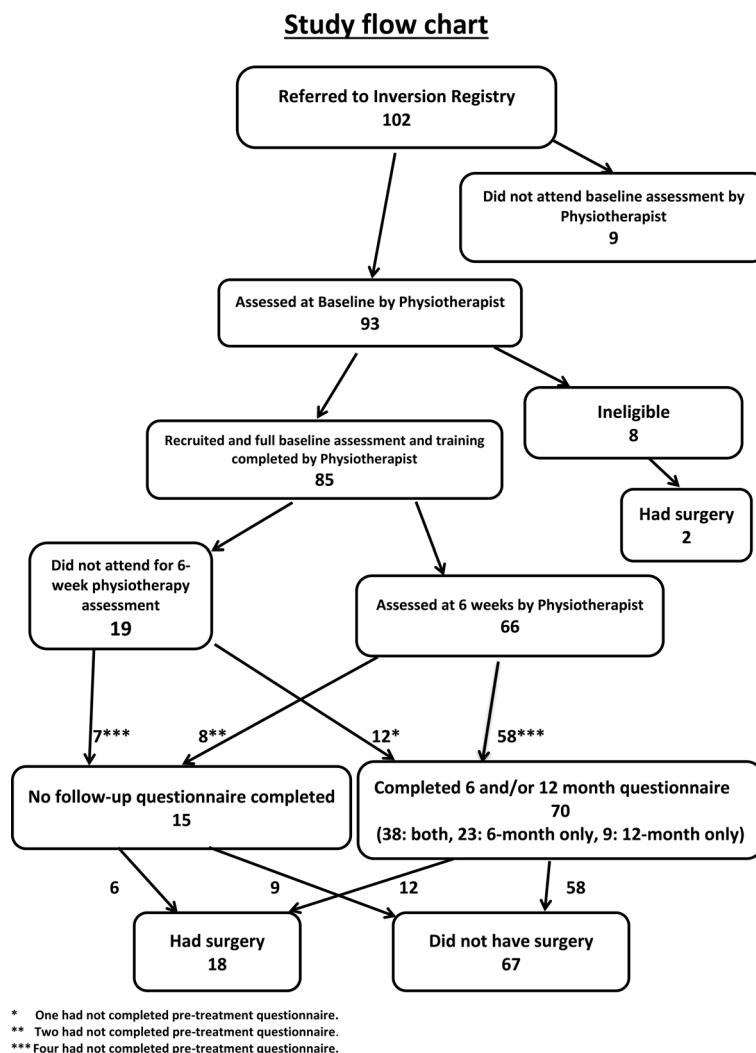 Study flow chart
Referred to Inversion Registry
102
Did not attend baseline assessment by
Physiotherapist
9
Assessed at Baseline by Physiotherapist
93
Ineligible
8
Recruited and full baseline assessment and training
completed by Physiotherapist
85
Had surgery
2
Did not attend for 6-
week physiotherapy
assessment
19
Assessed at 6 weeks by Physiotherapist
66
7***
8**
12*
58***
No follow-up questionnaire completed
15
Completed 6 and/or 12 month questionnaire
70
(38: both, 23: 6-month only, 9: 12-month only)
6
9
12
58
Had surgery
18
Did not have surgery
67
* One had not completed pre-treatment questionnaire.
** Two had not completed pre-treatment questionnaire.
*** Four had not completed pre-treatment questionnaire.